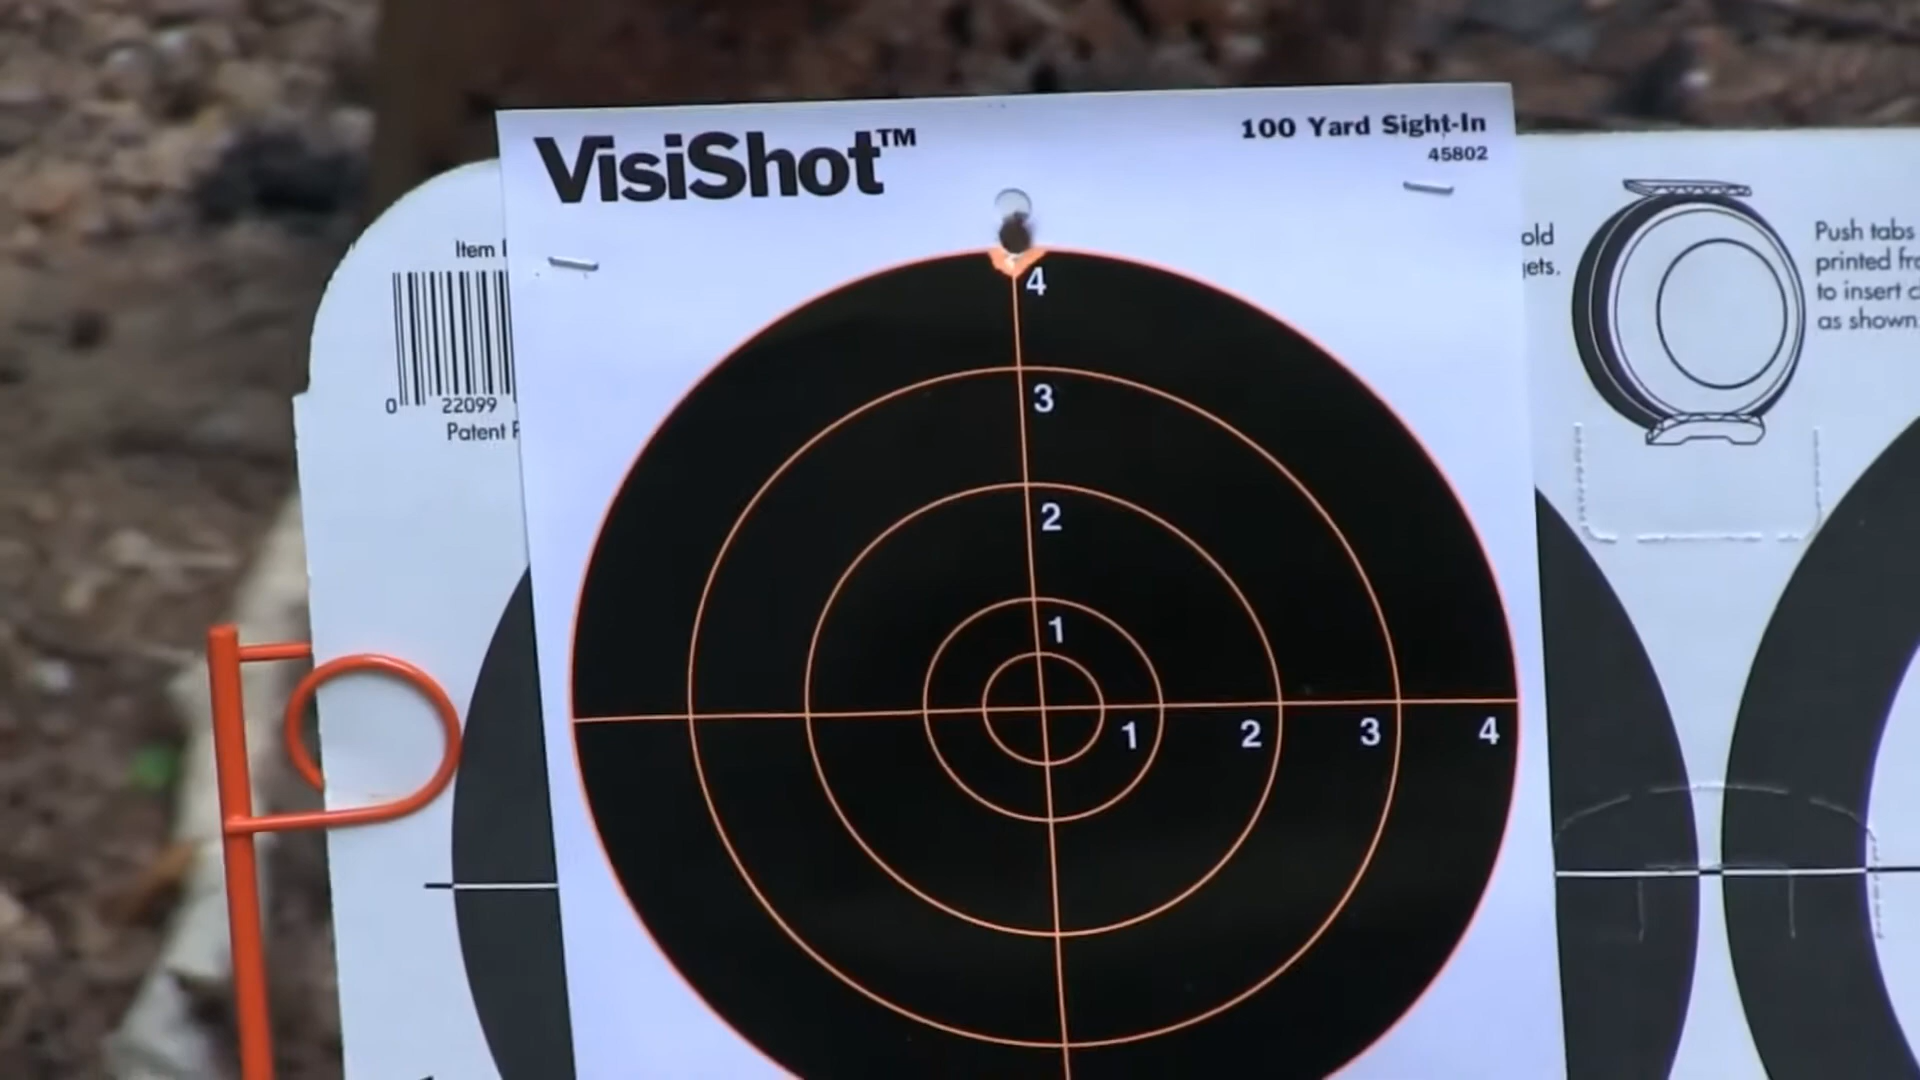 VisiShot™
100 Yard Sight-In
45802
Item
0 22099
Patent
old
jets.
Push tabs
printed
to insert
as shown.
4
3
2
1
1 2 3 4